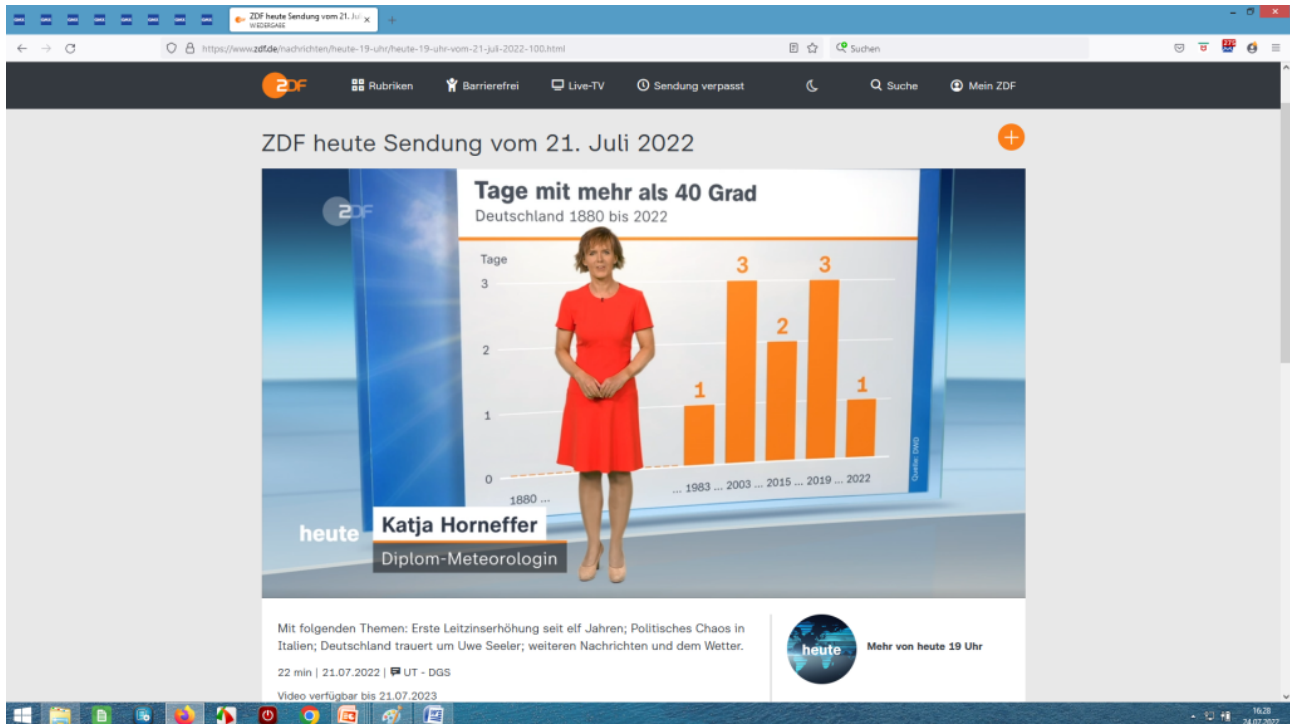 ZDF heute Sendung vom 21. Jul
WIEDERGABE
https://www.zdf.de/nachrichten/heute-19-uhr/heute-19-uhr-vom-21-juli-2022-100.html
Suchen
ZDF Rubriken Barrierefrei Live-TV Sendung verpasst Suche Mein ZDF
ZDF heute Sendung vom 21. Juli 2022
ZDF
Tage mit mehr als 40 Grad
Deutschland 1880 bis 2022
Tage
3
2
1
0
1 3 2 3 1
1880 ... ... 1983 ... 2003 ... 2015 ... 2019 ... 2022
Quelle: DWD
heute
Katja Horneffer
Diplom-Meteorologin
Mit folgenden Themen: Erste Leitzinserhöhung seit elf Jahren; Politisches Chaos in
Italien; Deutschland trauert um Uwe Seeler; weiteren Nachrichten und dem Wetter.
22 min | 21.07.2022 | UT - DGS
Video verfügbar bis 21.07.2023
heute
Mehr von heute 19 Uhr
16:28
24.07.2022